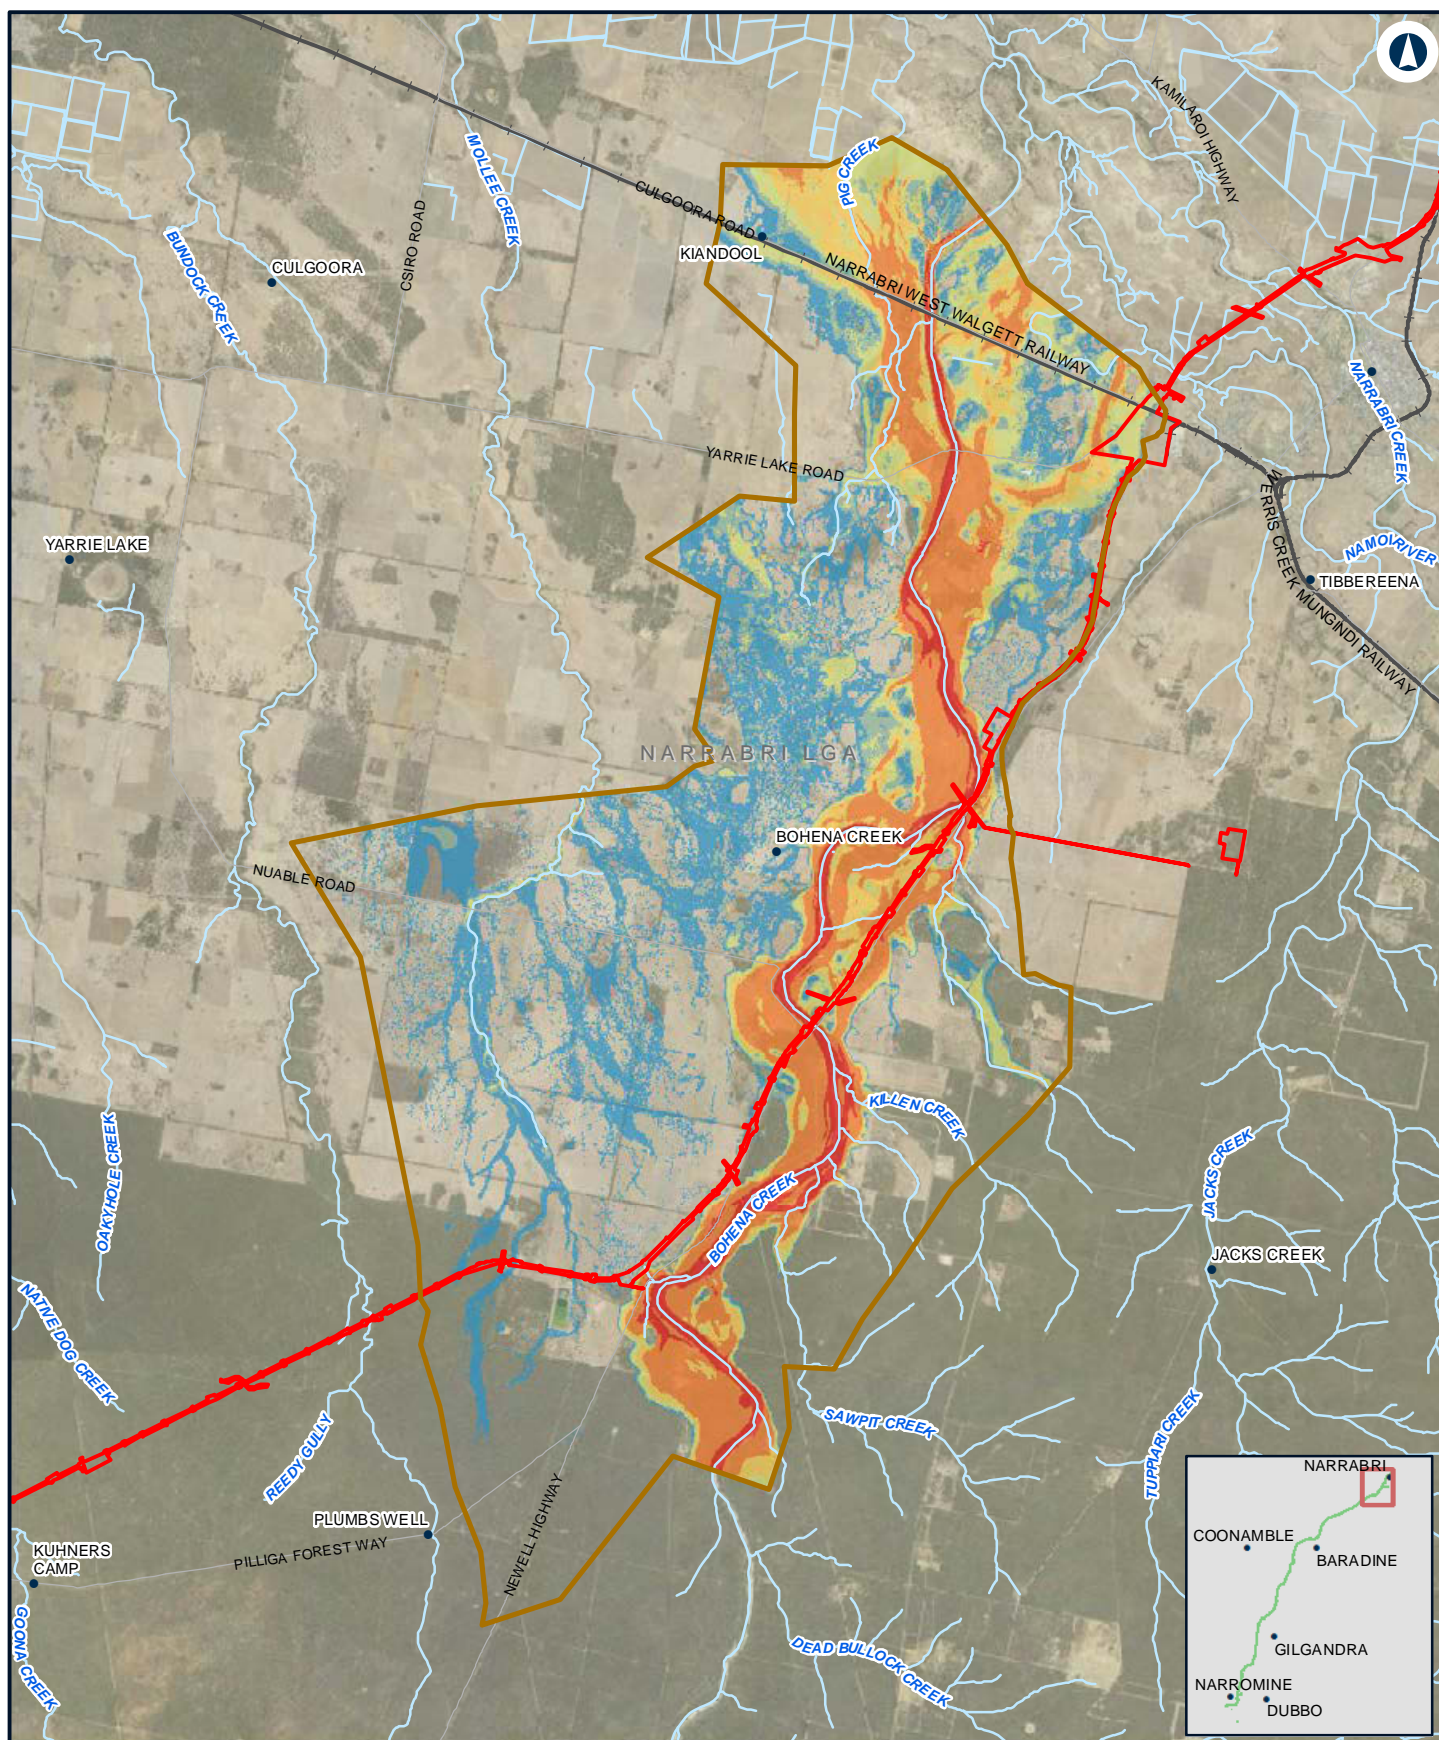 KAMILAROI HIGHWAY
PIG CREEK
MOLLEE CREEK
CULGOORA ROAD
KIANDOOL
CSIRO ROAD
BUNDOCK CREEK
CULGOORA
NARRABRI WEST WALGETT RAILWAY
NARRABRI CREEK
YARRIE LAKE ROAD
WERRIS CREEK MUNGINDI RAILWAY
YARRIE LAKE
NAMOI RIVER
TIBBEREENA
NARRABRI LGA
BOHENA CREEK
NUABLE ROAD
KILLEN CREEK
OAKYHOLE CREEK
JACKS CREEK
BOHENA CREEK
JACKS CREEK
NATIVE DOG CREEK
SAWPIT CREEK
TUPPIARI CREEK
REEDY GULLY
PLUMBS WELL
NEWELL HIGHWAY
PILLIGA FOREST WAY
KUHNERS
CAMP
GOONA CREEK
DEAD BULLOCK CREEK
NARRABRI
COONAMBLE
BARADINE
GILGANDRA
NARROMINE
DUBBO